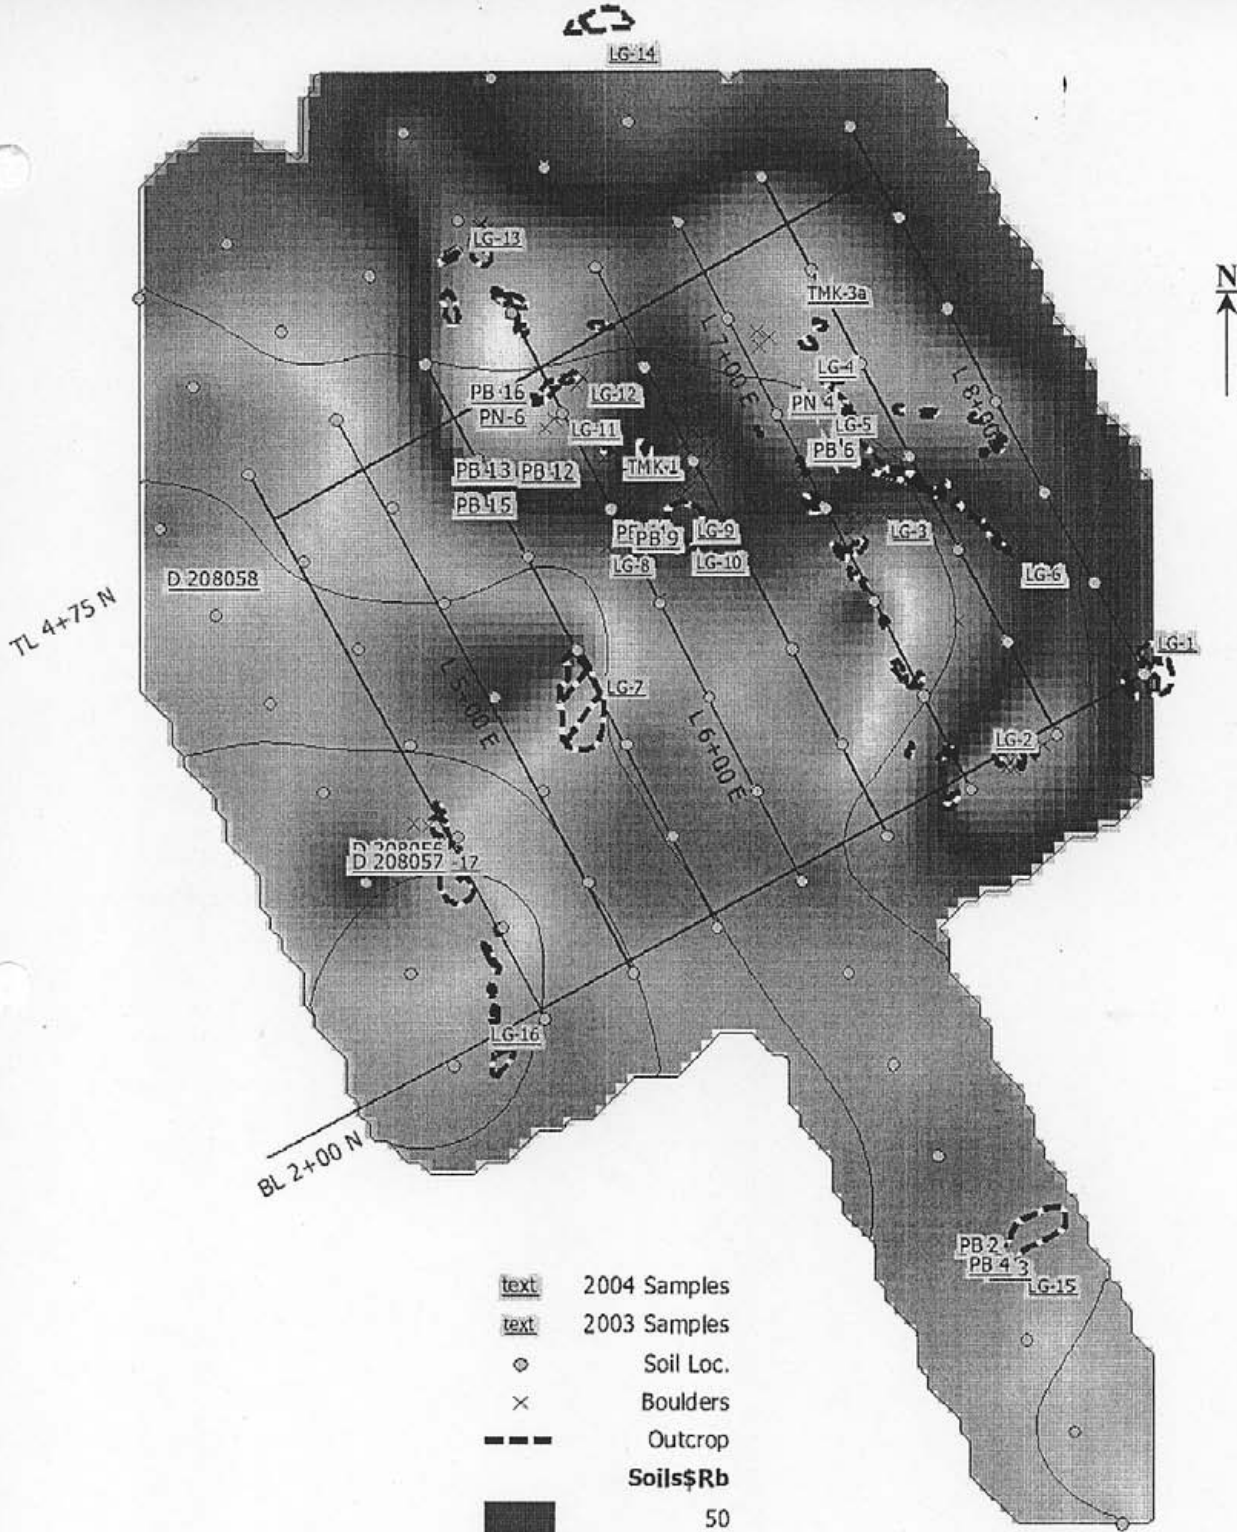 LG-14
N
LG-13
TMK-3a
L 7+00 E
LG-4
L 8+00
PB 16
LG-12
PN 4
PN-6
LG-11
LG-5
PB 6
PB 13
PB 12
TMK-1
PB 15
PB 9
LG-9
LG-3
LG-8
LG-10
LG-6
D 208058
TL 4+75 N
LG-1
L 5+00 E
LG-7
L 6+00 E
LG-2
D 208056
D 208057 -17
LG-16
BL 2+00 N
PB 2
PB 4 3
LG-15
text 2004 Samples
text 2003 Samples
Soil Loc.
Boulders
Outcrop
Soils$Rb
50